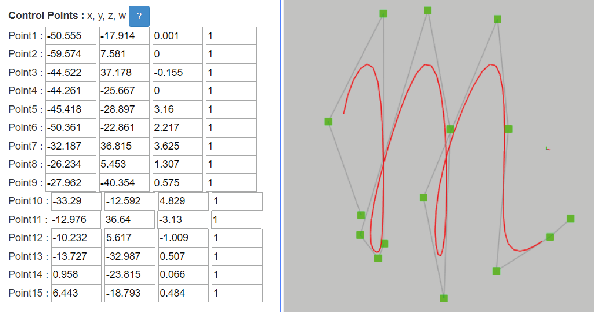 Control Points : x, y, z, w ?
Point1 : -50.555 -17.914 0.001 1
Point2 : -59.574 7.581 0 1
Point3 : -44.522 37.178 -0.155 1
Point4 : -44.261 -25.667 0 1
Point5 : -45.418 -28.897 3.16 1
Point6 : -50.361 -22.861 2.217 1
Point7 : -32.187 36.815 3.625 1
Point8 : -26.234 5.453 1.307 1
Point9 : -27.962 -40.354 0.575 1
Point10 : -33.29 -12.592 4.829 1
Point11 : -12.976 36.64 -3.13 1
Point12 : -10.232 5.617 -1.009 1
Point13 : -13.727 -32.987 0.507 1
Point14 : 0.958 -23.815 0.066 1
Point15 : 6.443 -18.793 0.484 1